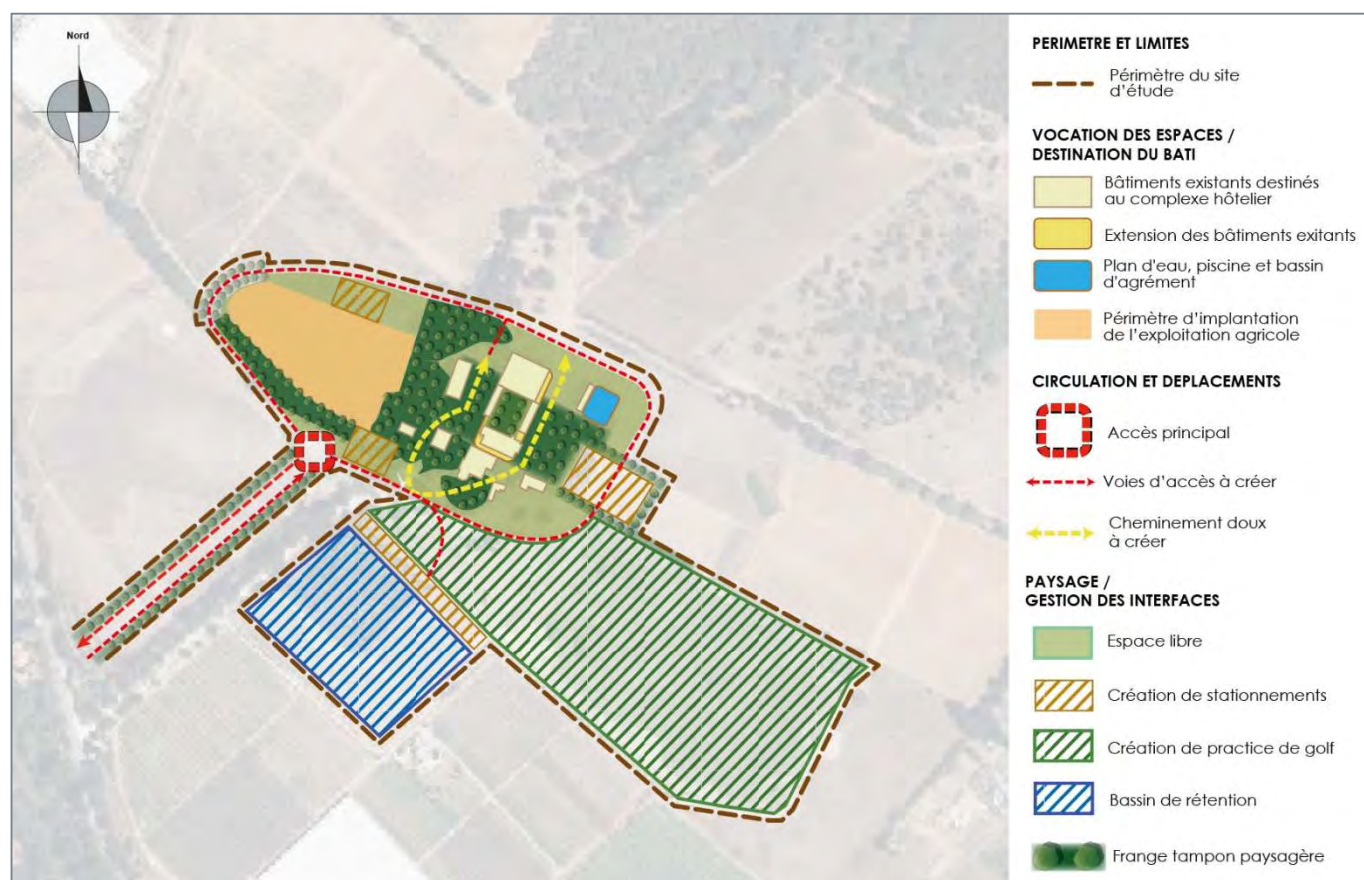 Nord
PERIMETRE ET LIMITES
Périmètre du site
d'étude
VOCATION DES ESPACES /
DESTINATION DU BATI
Bâtiments existants destinés
au complexe hôtelier
Extension des bâtiments exitants
Plan d'eau, piscine et bassin
d'agrément
Périmètre d'implantation
de l'exploitation agricole
CIRCULATION ET DEPLACEMENTS
Accès principal
Voies d'accès à créer
Cheminement doux
à créer
PAYSAGE /
GESTION DES INTERFACES
Espace libre
Création de stationnements
Création de practice de golf
Bassin de rétention
Frange tampon paysagère